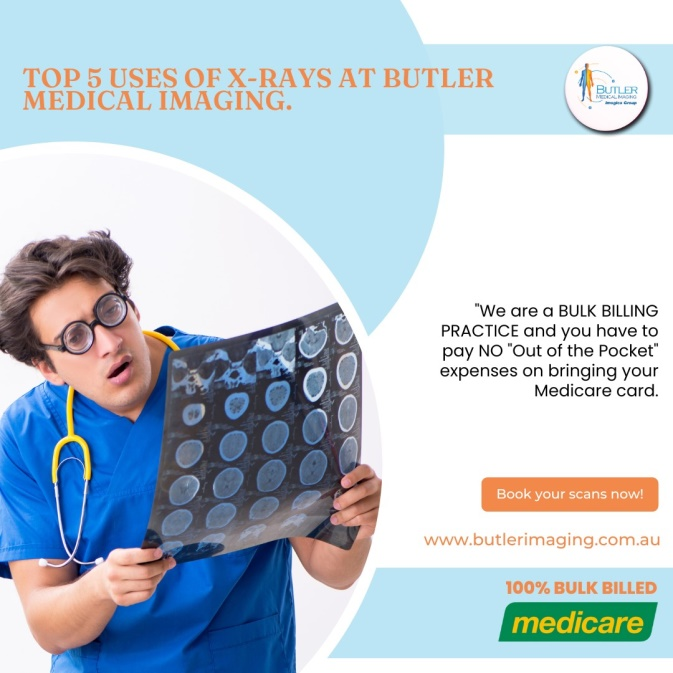 TOP 5 USES OF X-RAYS AT BUTLER
MEDICAL IMAGING.
BUTLER
MEDICAL IMAGING
Imagica Group
"We are a BULK BILLING
PRACTICE and you have to
pay NO "Out of the Pocket"
expenses on bringing your
Medicare card.
Book your scans now!
www.butlerimaging.com.au
100% BULK BILLED
medicare